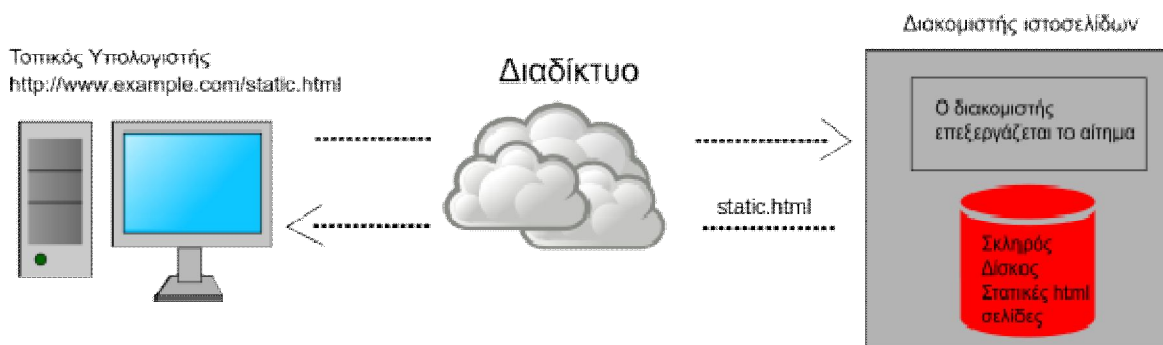 Τοπικός Υπολογιστής
http://www.example.com/static.html
Διαδίκτυο
Διακομιστής ιστοσελίδων
Ο διακομιστής
επεξεργάζεται το αίτημα
static.html
Σκληρός
Δίσκος
Στατικές html
σελίδες